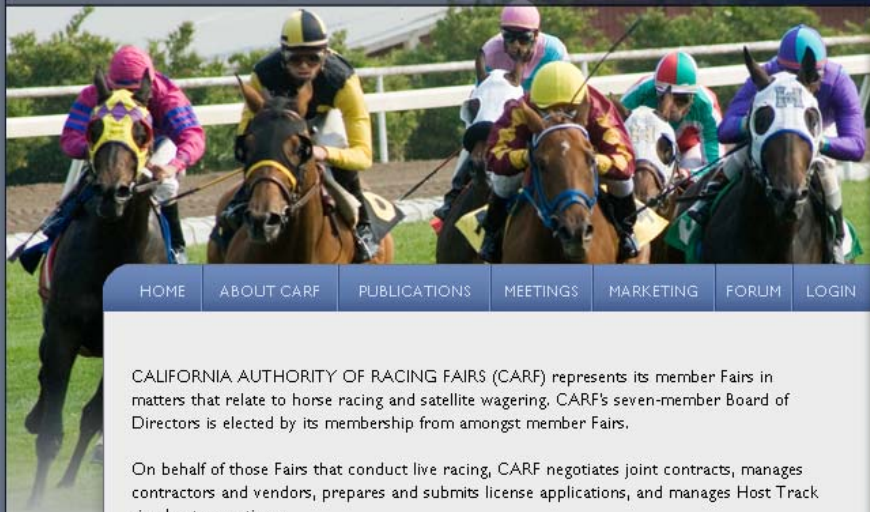 HOME ABOUT CARF PUBLICATIONS MEETINGS MARKETING FORUM LOGIN
CALIFORNIA AUTHORITY OF RACING FAIRS (CARF) represents its member Fairs in
matters that relate to horse racing and satellite wagering. CARF's seven-member Board of
Directors is elected by its membership from amongst member Fairs.
On behalf of those Fairs that conduct live racing, CARF negotiates joint contracts, manages
contractors and vendors, prepares and submits license applications, and manages Host Track